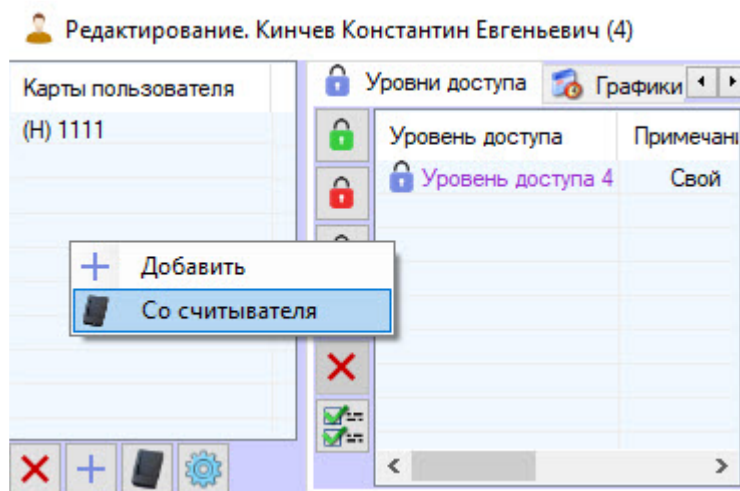 Редактирование. Кинчев Константин Евгеньевич (4)
Карты пользователя
(H) 1111
Уровни доступа
Графики
Уровень доступа
Примечани
Уровень доступа 4
Свой
Добавить
Со считывателя